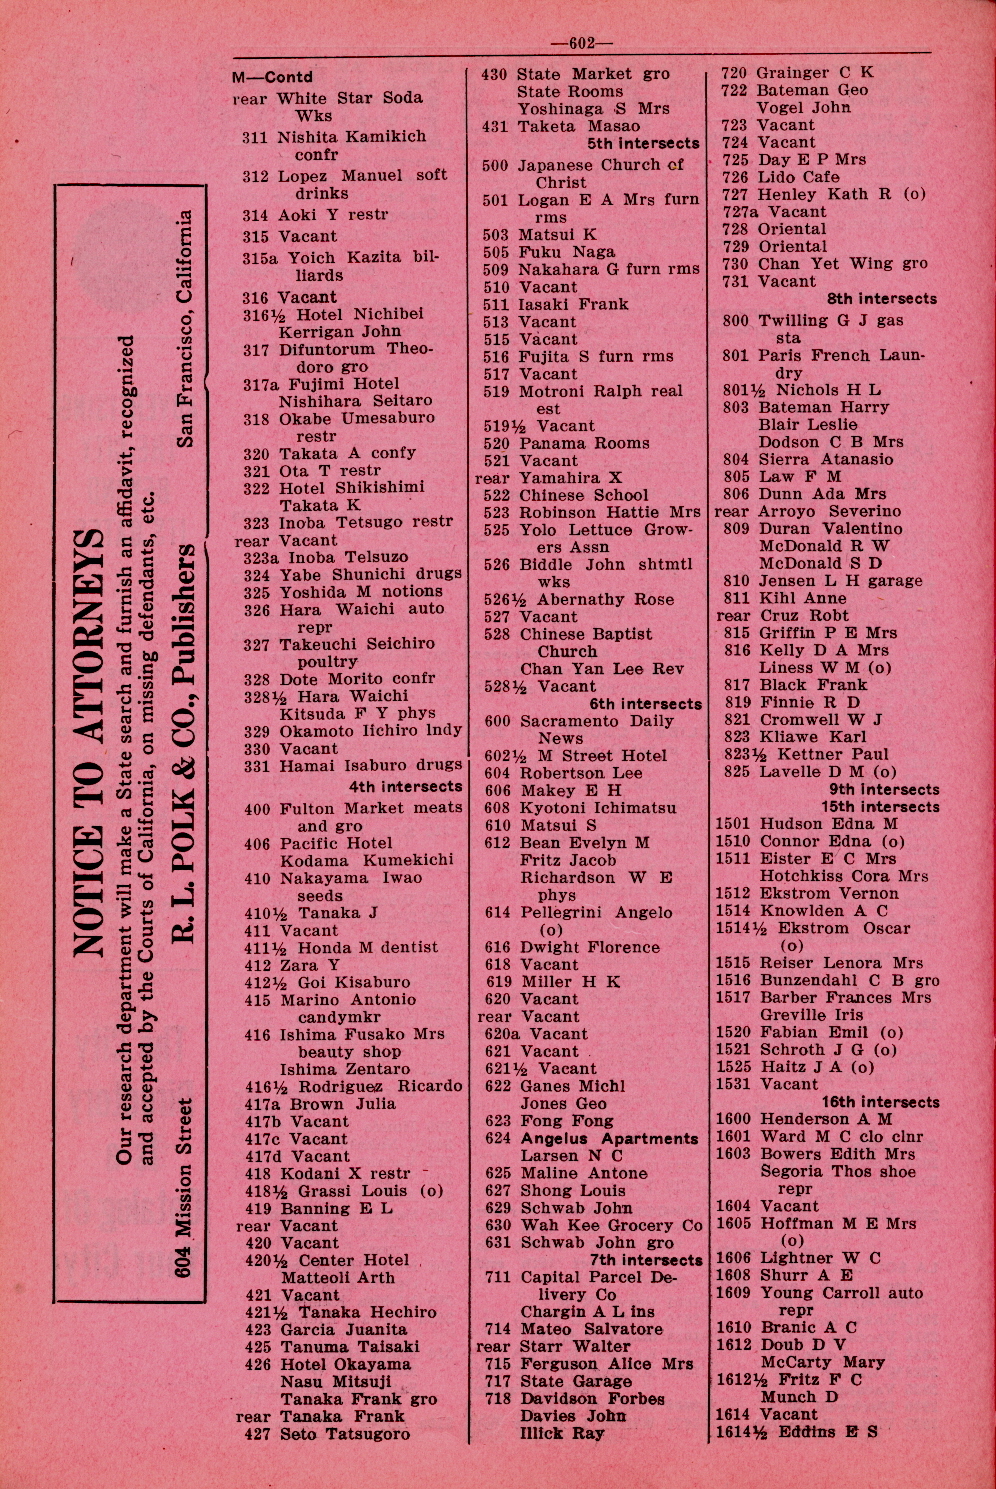 —602—
NOTICE TO ATTORNEYS
Our research department will make a State search and furnish an affidavit, recognized
and accepted by the Courts of California, on missing defendants, etc.
604 Mission Street R. L. POLK & CO., Publishers San Francisco, California
M—Contd
rear White Star Soda
Wks
311 Nishita Kamikich
confr
312 Lopez Manuel soft
drinks
314 Aoki Y restr
315 Vacant
315a Yoich Kazita bil-
liards
316 Vacant
316½ Hotel Nichibei
Kerrigan John
317 Difuntorum Theo-
doro gro
317a Fujimi Hotel
Nishihara Seitaro
318 Okabe Umesaburo
restr
320 Takata A confy
321 Ota T restr
322 Hotel Shikishimi
Takata K
323 Inoba Tetsugo restr
rear Vacant
323a Inoba Telsuzo
324 Yabe Shunichi drugs
325 Yoshida M notions
326 Hara Waichi auto
repr
327 Takeuchi Seichiro
poultry
328 Dote Morito confr
328½ Hara Waichi
Kitsuda F Y phys
329 Okamoto Iichiro Indy
330 Vacant
331 Hamai Isaburo drugs
4th intersects
400 Fulton Market meats
and gro
406 Pacific Hotel
Kodama Kumekichi
410 Nakayama Iwao
seeds
410½ Tanaka J
411 Vacant
411½ Honda M dentist
412 Zara Y
412½ Goi Kisaburo
415 Marino Antonio
candymkr
416 Ishima Fusako Mrs
beauty shop
Ishima Zentaro
416½ Rodriguez Ricardo
417a Brown Julia
417b Vacant
417c Vacant
417d Vacant
418 Kodani X restr
418½ Grassi Louis (o)
419 Banning E L
rear Vacant
420 Vacant
420½ Center Hotel
Matteoli Arth
421 Vacant
421½ Tanaka Hechiro
423 Garcia Juanita
425 Tanuma Taisaki
426 Hotel Okayama
Nasu Mitsuji
Tanaka Frank gro
rear Tanaka Frank
427 Seto Tatsugoro
430 State Market gro
State Rooms
Yoshinaga S Mrs
431 Taketa Masao
5th intersects
500 Japanese Church of
Christ
501 Logan E A Mrs furn
rms
503 Matsui K
505 Fuku Naga
509 Nakahara G furn rms
510 Vacant
511 Iasaki Frank
513 Vacant
515 Vacant
516 Fujita S furn rms
517 Vacant
519 Motroni Ralph real
est
519½ Vacant
520 Panama Rooms
521 Vacant
rear Yamahira X
522 Chinese School
523 Robinson Hattie Mrs
525 Yolo Lettuce Grow-
ers Assn
526 Biddle John shtmtl
wks
526½ Abernathy Rose
527 Vacant
528 Chinese Baptist
Church
Chan Yan Lee Rev
528½ Vacant
6th intersects
600 Sacramento Daily
News
602½ M Street Hotel
604 Robertson Lee
606 Makey E H
608 Kyotoni Ichimatsu
610 Matsui S
612 Bean Evelyn M
Fritz Jacob
Richardson W E
phys
614 Pellegrini Angelo
(o)
616 Dwight Florence
618 Vacant
619 Miller H K
620 Vacant
rear Vacant
620a Vacant
621 Vacant
621½ Vacant
622 Ganes Michl
Jones Geo
623 Fong Fong
624 Angelus Apartments
Larsen N C
625 Maline Antone
627 Shong Louis
629 Schwab John
630 Wah Kee Grocery Co
631 Schwab John gro
7th intersects
711 Capital Parcel De-
livery Co
Chargin A L ins
714 Mateo Salvatore
rear Starr Walter
715 Ferguson Alice Mrs
717 State Garage
718 Davidson Forbes
Davies John
Illick Ray
720 Grainger C K
722 Bateman Geo
Vogel John
723 Vacant
724 Vacant
725 Day E P Mrs
726 Lido Cafe
727 Henley Kath R (o)
727a Vacant
728 Oriental
729 Oriental
730 Chan Yet Wing gro
731 Vacant
8th intersects
800 Twilling G J gas
sta
801 Paris French Laun-
dry
801½ Nichols H L
803 Bateman Harry
Blair Leslie
Dodson C B Mrs
804 Sierra Atanasio
805 Law F M
806 Dunn Ada Mrs
rear Arroyo Severino
809 Duran Valentino
McDonald R W
McDonald S D
810 Jensen L H garage
811 Kihl Anne
rear Cruz Robt
815 Griffin P E Mrs
816 Kelly D A Mrs
Liness W M (o)
817 Black Frank
819 Finnie R D
821 Cromwell W J
823 Kliawe Karl
823½ Kettner Paul
825 Lavelle D M (o)
9th intersects
15th intersects
1501 Hudson Edna M
1510 Connor Edna (o)
1511 Eister E C Mrs
Hotchkiss Cora Mrs
1512 Ekstrom Vernon
1514 Knowlden A C
1514½ Ekstrom Oscar
(o)
1515 Reiser Lenora Mrs
1516 Bunzendahl C B gro
1517 Barber Frances Mrs
Greville Iris
1520 Fabian Emil (o)
1521 Schroth J G (o)
1525 Haitz J A (o)
1531 Vacant
16th intersects
1600 Henderson A M
1601 Ward M C clo clnr
1603 Bowers Edith Mrs
Segoria Thos shoe
repr
1604 Vacant
1605 Hoffman M E Mrs
(o)
1606 Lightner W C
1608 Shurr A E
1609 Young Carroll auto
repr
1610 Branic A C
1612 Doub D V
McCarty Mary
1612½ Fritz F C
Munch D
1614 Vacant
1614½ Eddins E S